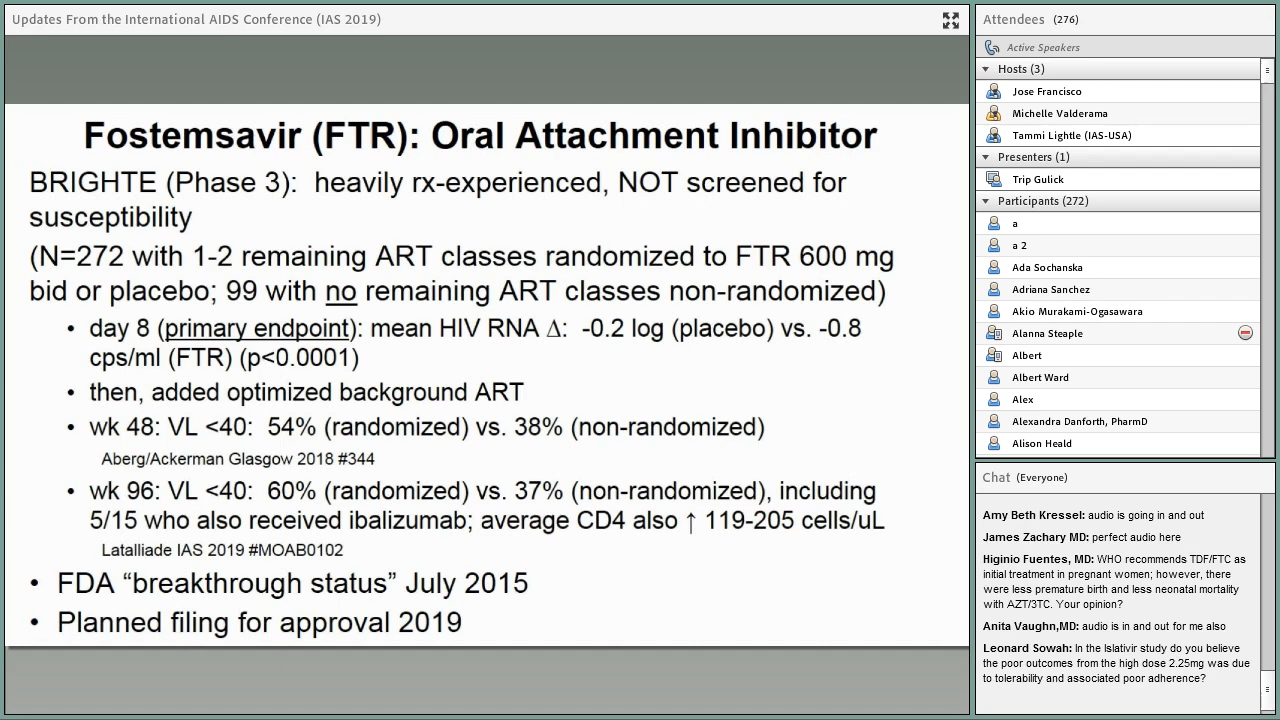 Updates From the International AIDS Conference (IAS 2019)
Fostemsavir (FTR): Oral Attachment Inhibitor
BRIGHTE (Phase 3):  heavily rx-experienced, NOT screened for
susceptibility
(N=272 with 1-2 remaining ART classes randomized to FTR 600 mg
bid or placebo; 99 with no remaining ART classes non-randomized)
• day 8 (primary endpoint): mean HIV RNA ∆:  -0.2 log (placebo) vs. -0.8
cps/ml (FTR) (p<0.0001)
• then, added optimized background ART
• wk 48: VL <40:  54% (randomized) vs. 38% (non-randomized)
Aberg/Ackerman Glasgow 2018 #344
• wk 96: VL <40:  60% (randomized) vs. 37% (non-randomized), including
5/15 who also received ibalizumab; average CD4 also ↑ 119-205 cells/uL
Latalliade IAS 2019 #MOAB0102
• FDA “breakthrough status” July 2015
• Planned filing for approval 2019
Attendees (276)
Active Speakers
Hosts (3)
Jose Francisco
Michelle Valderama
Tammi Lightle (IAS-USA)
Presenters (1)
Trip Gulick
Participants (272)
a
a 2
Ada Sochanska
Adriana Sanchez
Akio Murakami-Ogasawara
Alanna Steaple
Albert
Albert Ward
Alex
Alexandra Danforth, PharmD
Alison Heald
Chat (Everyone)
Amy Beth Kressel: audio is going in and out
James Zachary MD: perfect audio here
Higinio Fuentes, MD: WHO recommends TDF/FTC as
initial treatment in pregnant women; however, there
were less premature birth and less neonatal mortality
with AZT/3TC. Your opinion?
Anita Vaughn,MD: audio is in and out for me also
Leonard Sowah: In the Islativir study do you believe
the poor outcomes from the high dose 2.25mg was due
to tolerability and associated poor adherence?